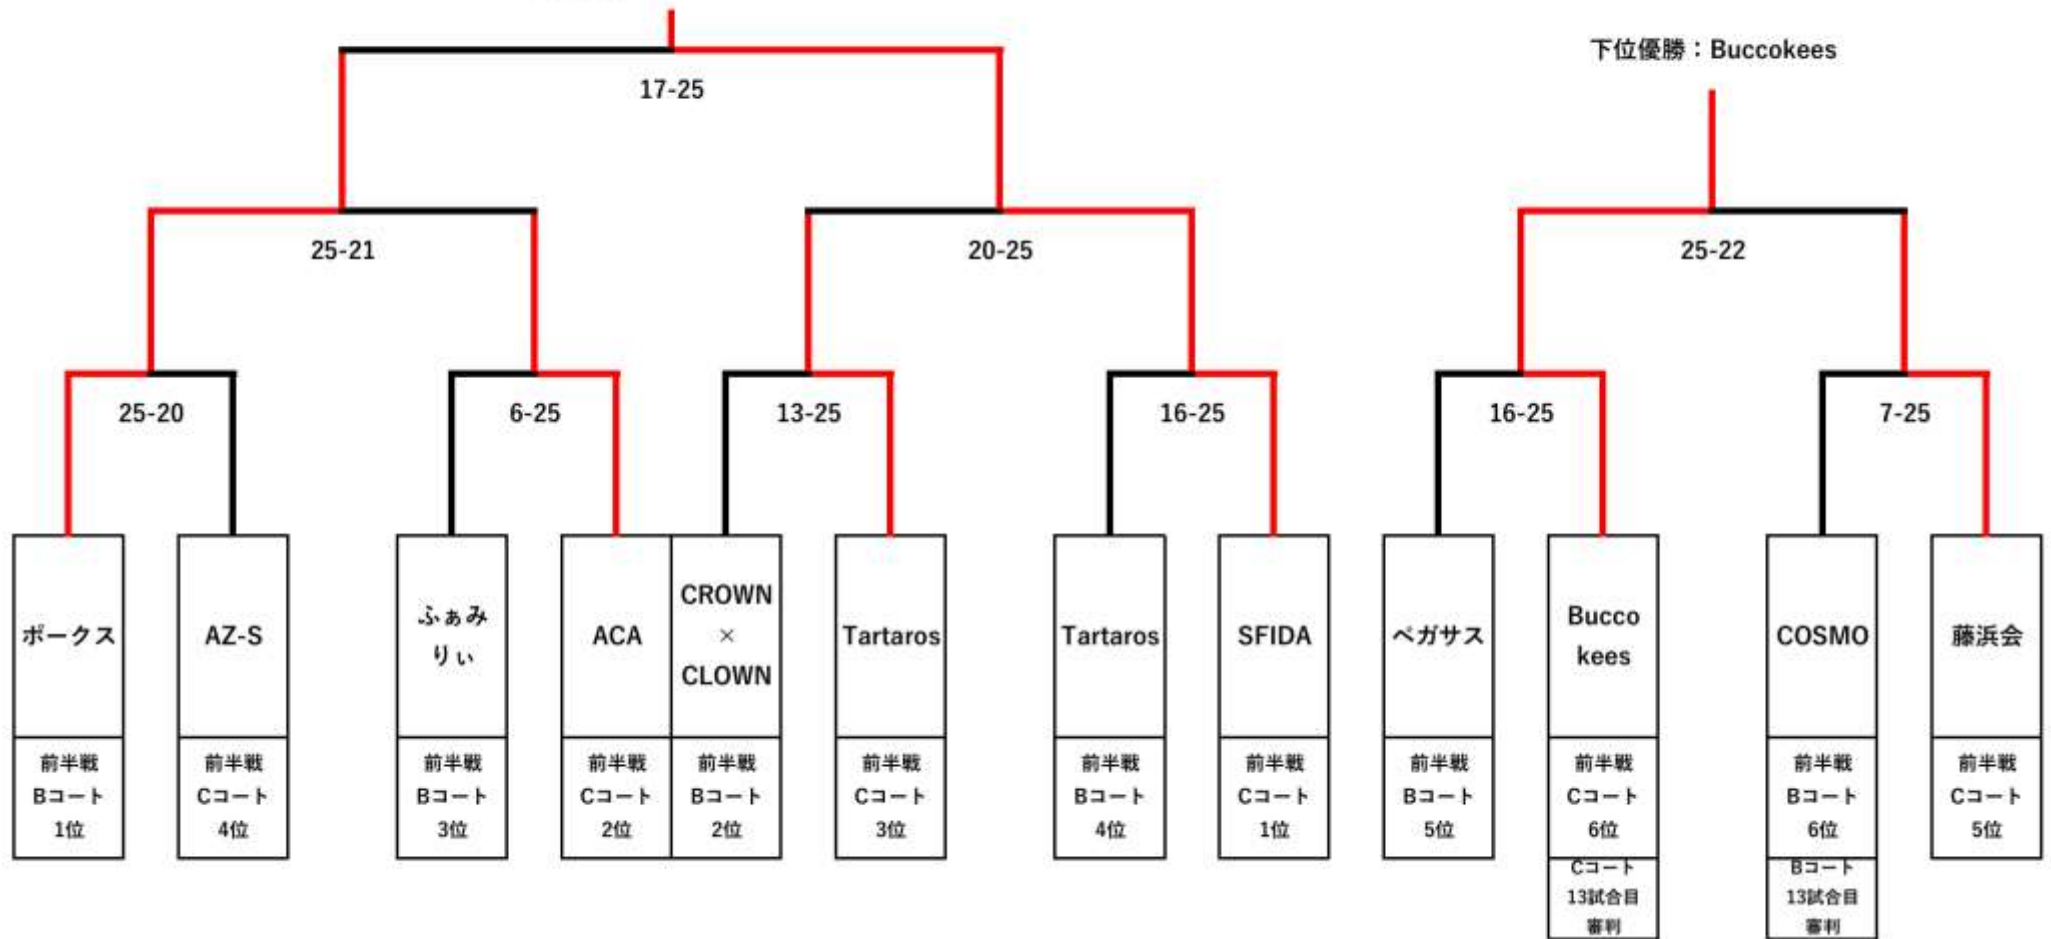 下位優勝：Buccokees
17-25
25-21
20-25
25-22
25-20
6-25
13-25
16-25
16-25
7-25
ポークス
AZ-S
ふぁみ
りぃ
ACA
CROWN
×
CLOWN
Tartaros
Tartaros
SFIDA
ペガサス
Bucco
kees
COSMO
藤浜会
前半戦
Bコート
1位
前半戦
Cコート
4位
前半戦
Bコート
3位
前半戦
Cコート
2位
前半戦
Bコート
2位
前半戦
Cコート
3位
前半戦
Bコート
4位
前半戦
Cコート
1位
前半戦
Bコート
5位
前半戦
Cコート
6位
前半戦
Bコート
6位
前半戦
Cコート
5位
Cコート
13試合目
審判
Bコート
13試合目
審判